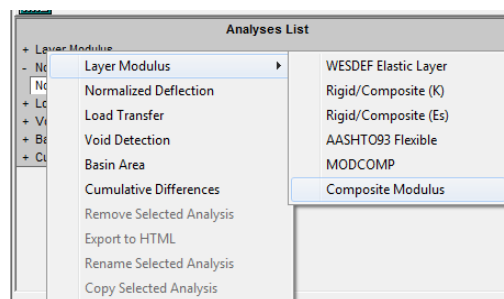 Analyses List
+ Layer Modulus
- No
No
+ Lo
+ Vo
+ Ba
+ Cu
Layer Modulus
Normalized Deflection
Load Transfer
Void Detection
Basin Area
Cumulative Differences
Remove Selected Analysis
Export to HTML
Rename Selected Analysis
Copy Selected Analysis
WESDEF Elastic Layer
Rigid/Composite (K)
Rigid/Composite (Es)
AASHTO93 Flexible
MODCOMP
Composite Modulus